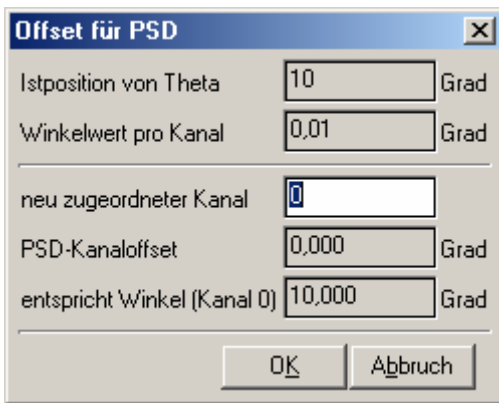 Offset für PSD
Istposition von Theta 10 Grad
Winkelwert pro Kanal 0,01 Grad
neu zugeordneter Kanal 0
PSD-Kanaloffset 0,000 Grad
entspricht Winkel (Kanal 0) 10,000 Grad
OK Abbruch